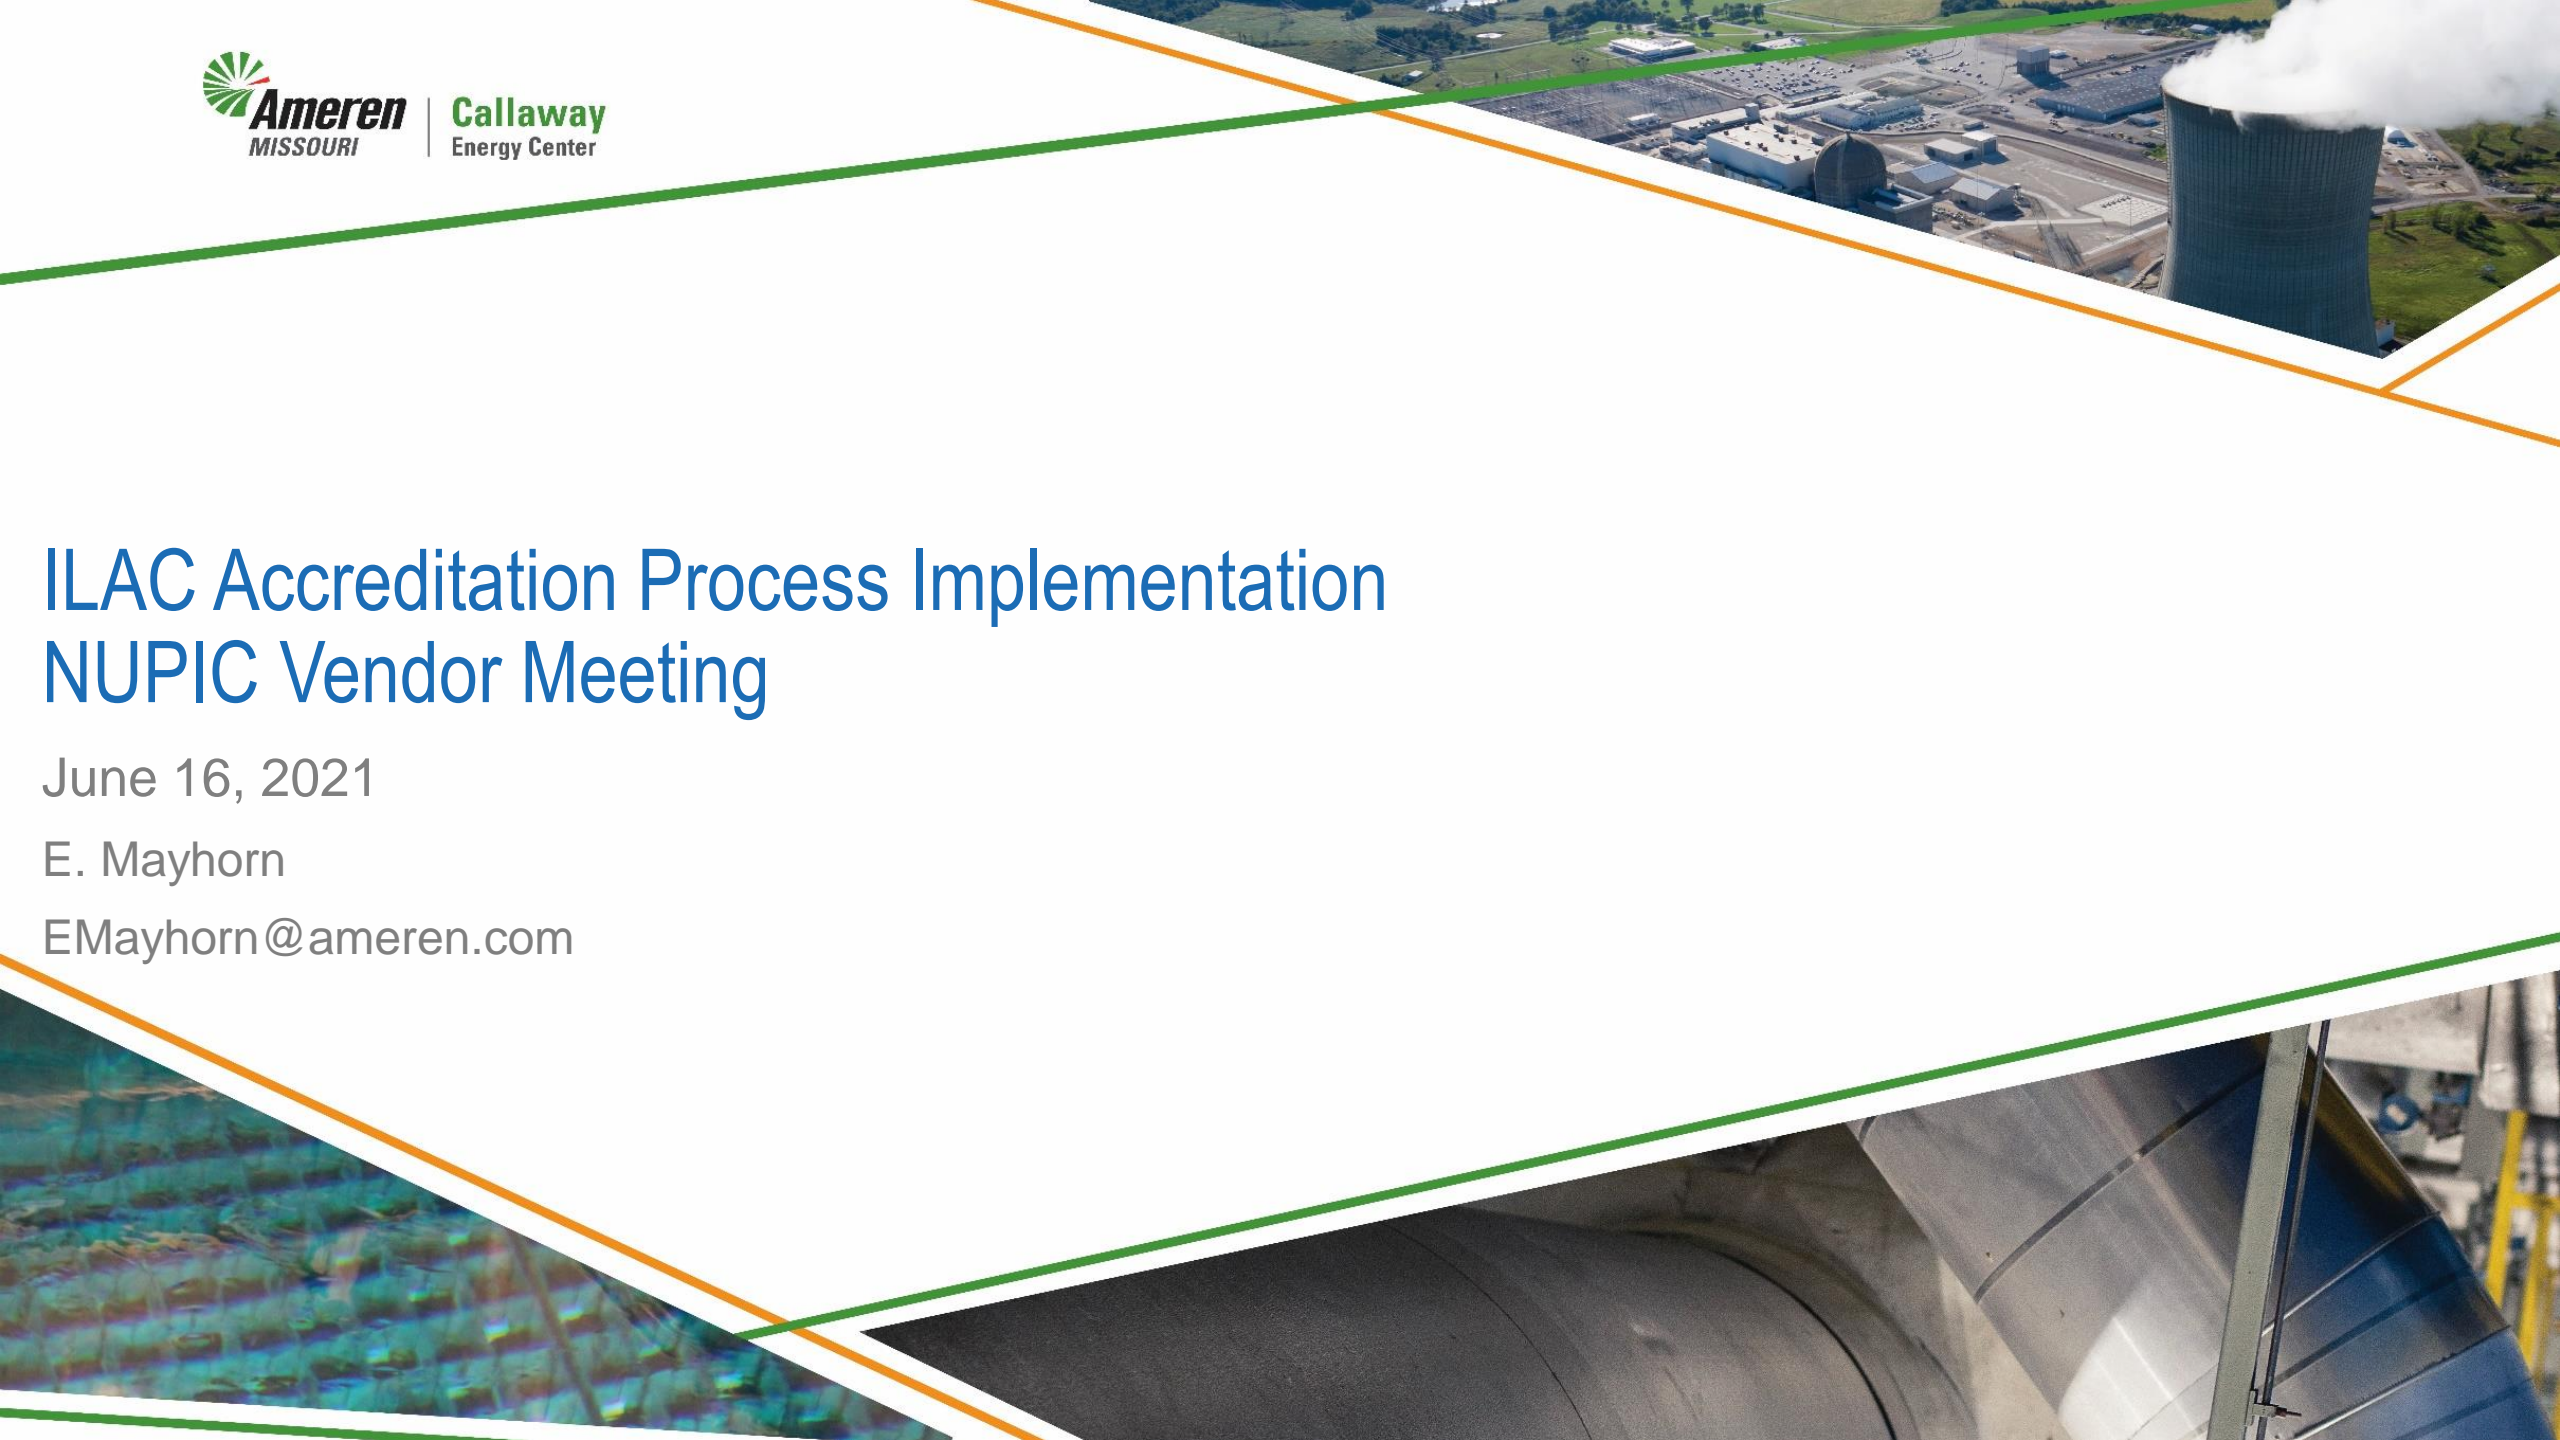 Ameren
MISSOURI
Callaway
Energy Center
ILAC Accreditation Process Implementation
NUPIC Vendor Meeting
June 16, 2021
E. Mayhorn
EMayhorn@ameren.com